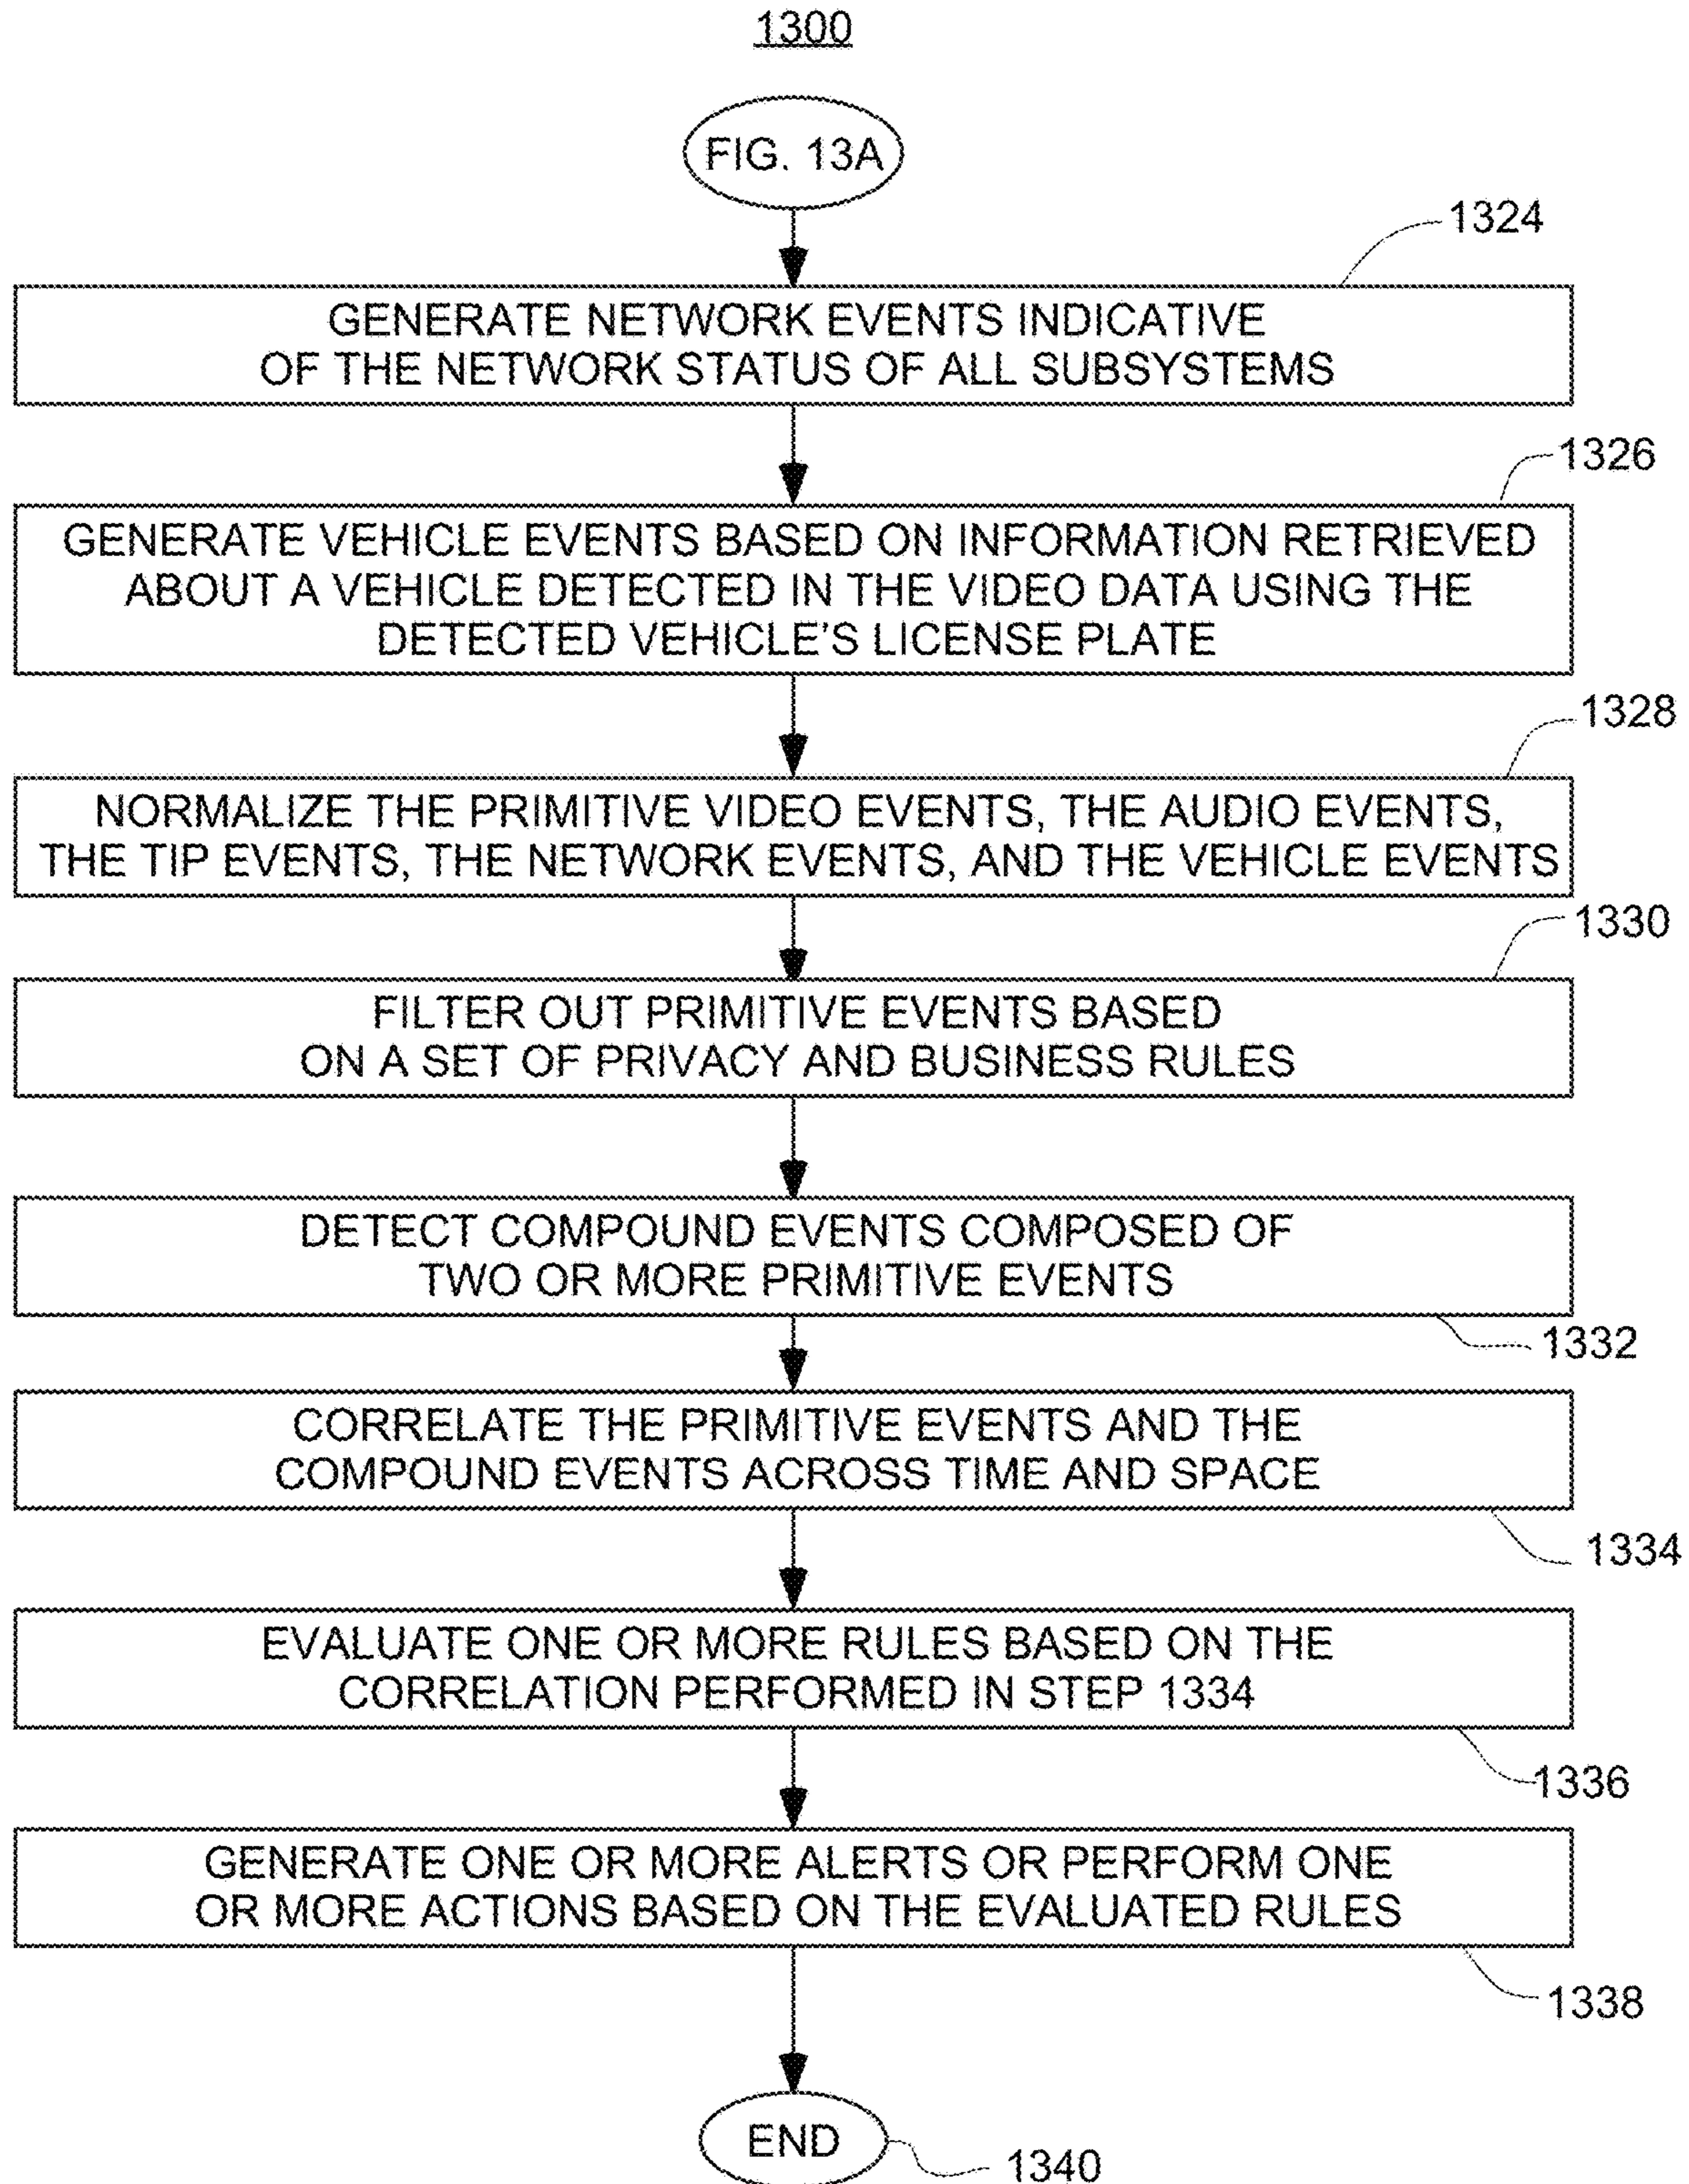 1300
FIG. 13A
1324
GENERATE NETWORK EVENTS INDICATIVE
OF THE NETWORK STATUS OF ALL SUBSYSTEMS
1326
GENERATE VEHICLE EVENTS BASED ON INFORMATION RETRIEVED
ABOUT A VEHICLE DETECTED IN THE VIDEO DATA USING THE
DETECTED VEHICLE'S LICENSE PLATE
1328
NORMALIZE THE PRIMITIVE VIDEO EVENTS, THE AUDIO EVENTS,
THE TIP EVENTS, THE NETWORK EVENTS, AND THE VEHICLE EVENTS
1330
FILTER OUT PRIMITIVE EVENTS BASED
ON A SET OF PRIVACY AND BUSINESS RULES
DETECT COMPOUND EVENTS COMPOSED OF
TWO OR MORE PRIMITIVE EVENTS
1332
CORRELATE THE PRIMITIVE EVENTS AND THE
COMPOUND EVENTS ACROSS TIME AND SPACE
1334
EVALUATE ONE OR MORE RULES BASED ON THE
CORRELATION PERFORMED IN STEP 1334
1336
GENERATE ONE OR MORE ALERTS OR PERFORM ONE
OR MORE ACTIONS BASED ON THE EVALUATED RULES
1338
END
1340